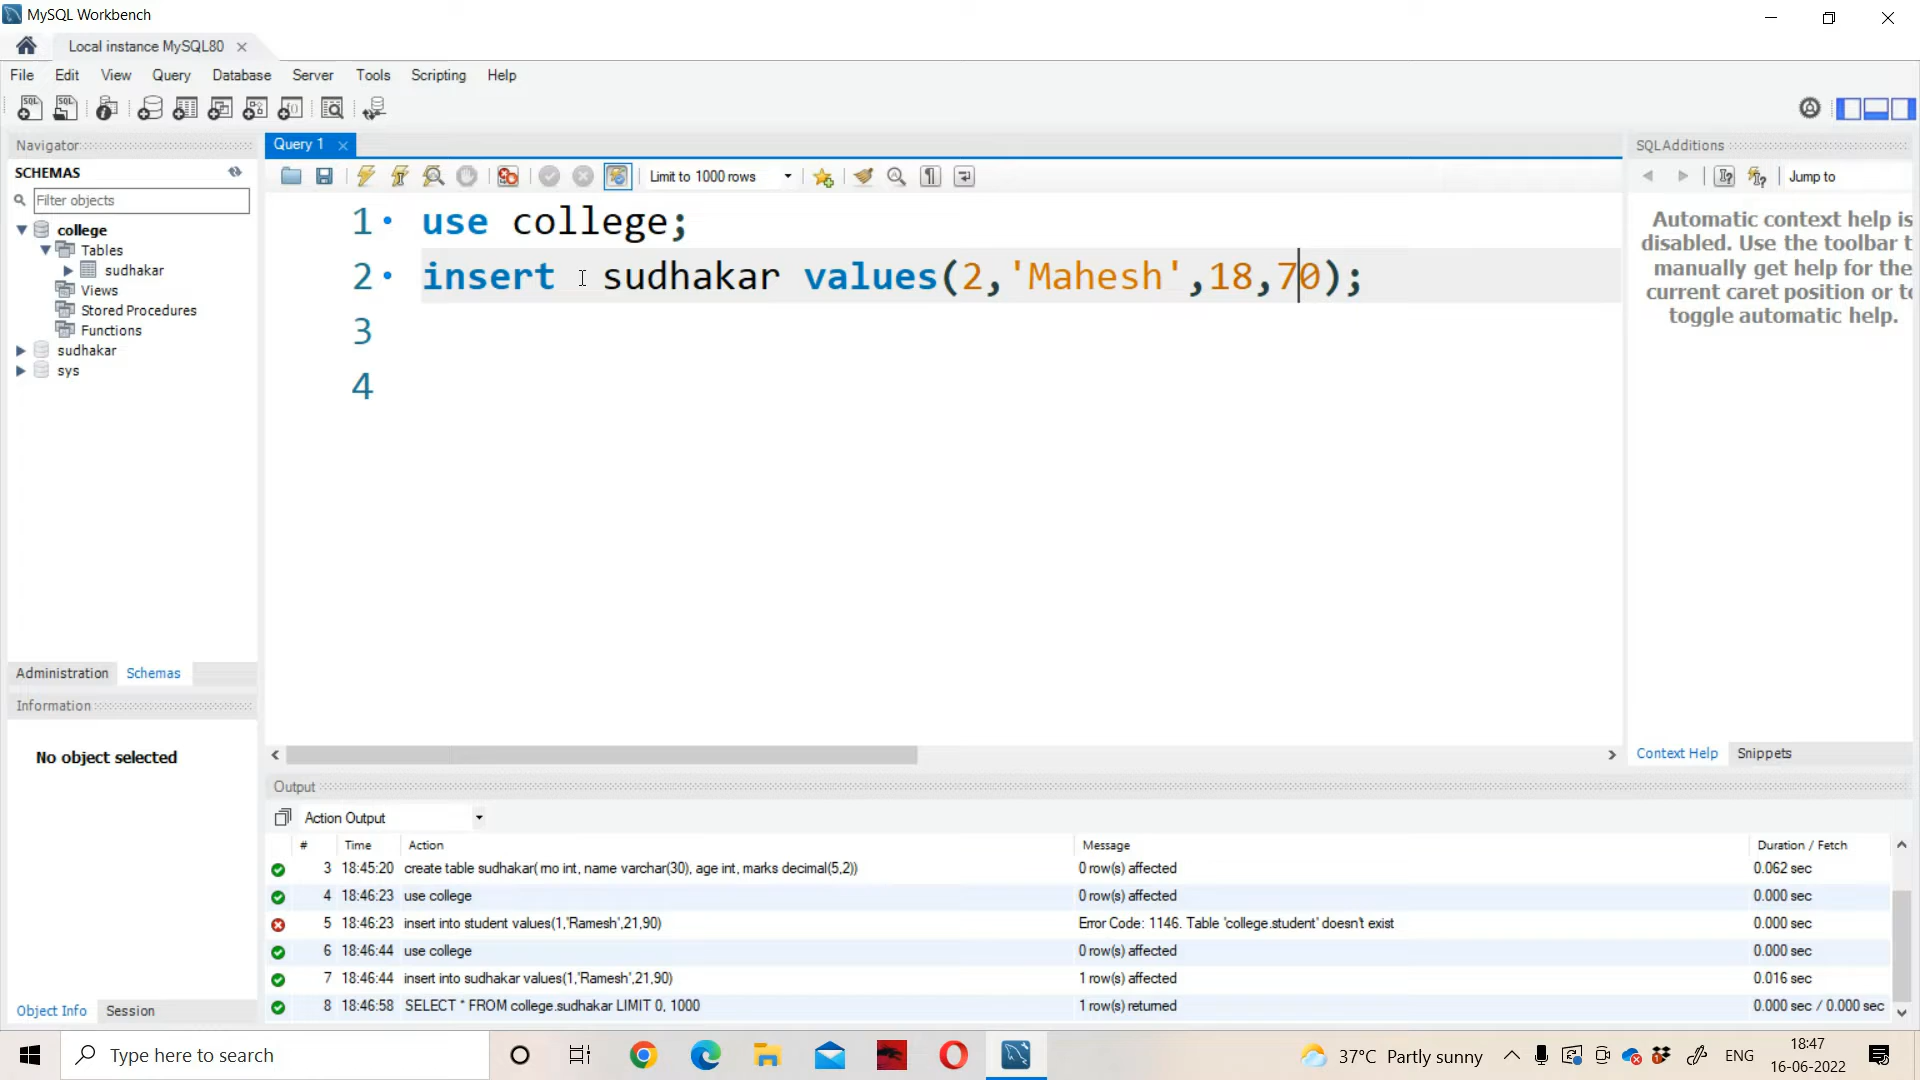 MySQL Workbench
Local instance MySQL80
File Edit View Query Database Server Tools Scripting Help
Navigator
SCHEMAS
Filter objects
college
Tables
sudhakar
Views
Stored Procedures
Functions
sudhakar
sys
Administration Schemas
Information
No object selected
Object Info Session
Query 1
Limit to 1000 rows
1 use college;
2 insert sudhakar values(2,'Mahesh',18,70);
3
4
SQLAdditions
Jump to
Automatic context help is
disabled. Use the toolbar t
manually get help for the
current caret position or to
toggle automatic help.
Context Help Snippets
Output
Action Output
# Time Action Message Duration / Fetch
3 18:45:20 create table sudhakar( rno int, name varchar(30), age int, marks decimal(5,2)) 0 row(s) affected 0.062 sec
4 18:46:23 use college 0 row(s) affected 0.000 sec
5 18:46:23 insert into student values(1,'Ramesh',21,90) Error Code: 1146. Table 'college.student' doesn't exist 0.000 sec
6 18:46:44 use college 0 row(s) affected 0.000 sec
7 18:46:44 insert into sudhakar values(1,'Ramesh',21,90) 1 row(s) affected 0.016 sec
8 18:46:58 SELECT * FROM college.sudhakar LIMIT 0, 1000 1 row(s) returned 0.000 sec / 0.000 sec
Type here to search
37°C Partly sunny
ENG
18:47
16-06-2022